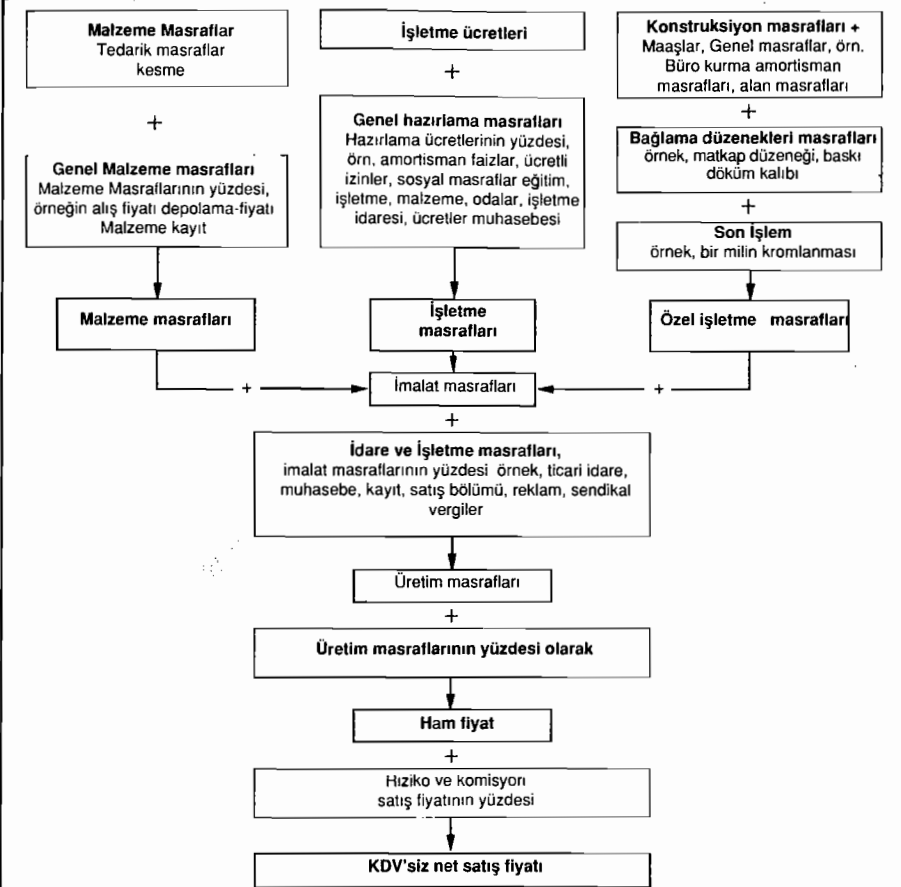 Malzeme Masraflar
Tedarik masraflar
kesme
+
Genel Malzeme masrafları
Malzeme Masraflarının yüzdesi,
örneğin alış fiyatı depolama-fiyatı
Malzeme kayıt
Malzeme masrafları
İşletme ücretleri
+
Genel hazırlama masrafları
Hazırlama ücretlerinin yüzdesi,
örn, amortisman faizlar, ücretli
izinler, sosyal masraflar eğitim,
işletme, malzeme, odalar, işletme
idaresi, ücretler muhasebesi
İşletme
masrafları
Konstruksiyon masrafları +
Maaşlar, Genel masraflar, örn.
Büro kurma amortisman
masrafları, alan masrafları
+
Bağlama düzenekleri masrafları
örnek, matkap düzeneği, baskı
döküm kalıbı
+
Son İşlem
örnek, bir milin kromlanması
Özel işletme masrafları
+ İmalat masrafları +
+
İdare ve İşletme masrafları,
imalat masraflarının yüzdesi örnek, ticari idare,
muhasebe, kayıt, satış bölümü, reklam, sendikal
vergiler
Üretim masrafları
+
Üretim masraflarının yüzdesi olarak
Ham fiyat
+
Hiziko ve komisyorı
satış fiyatının yüzdesi
KDV'siz net satış fiyatı